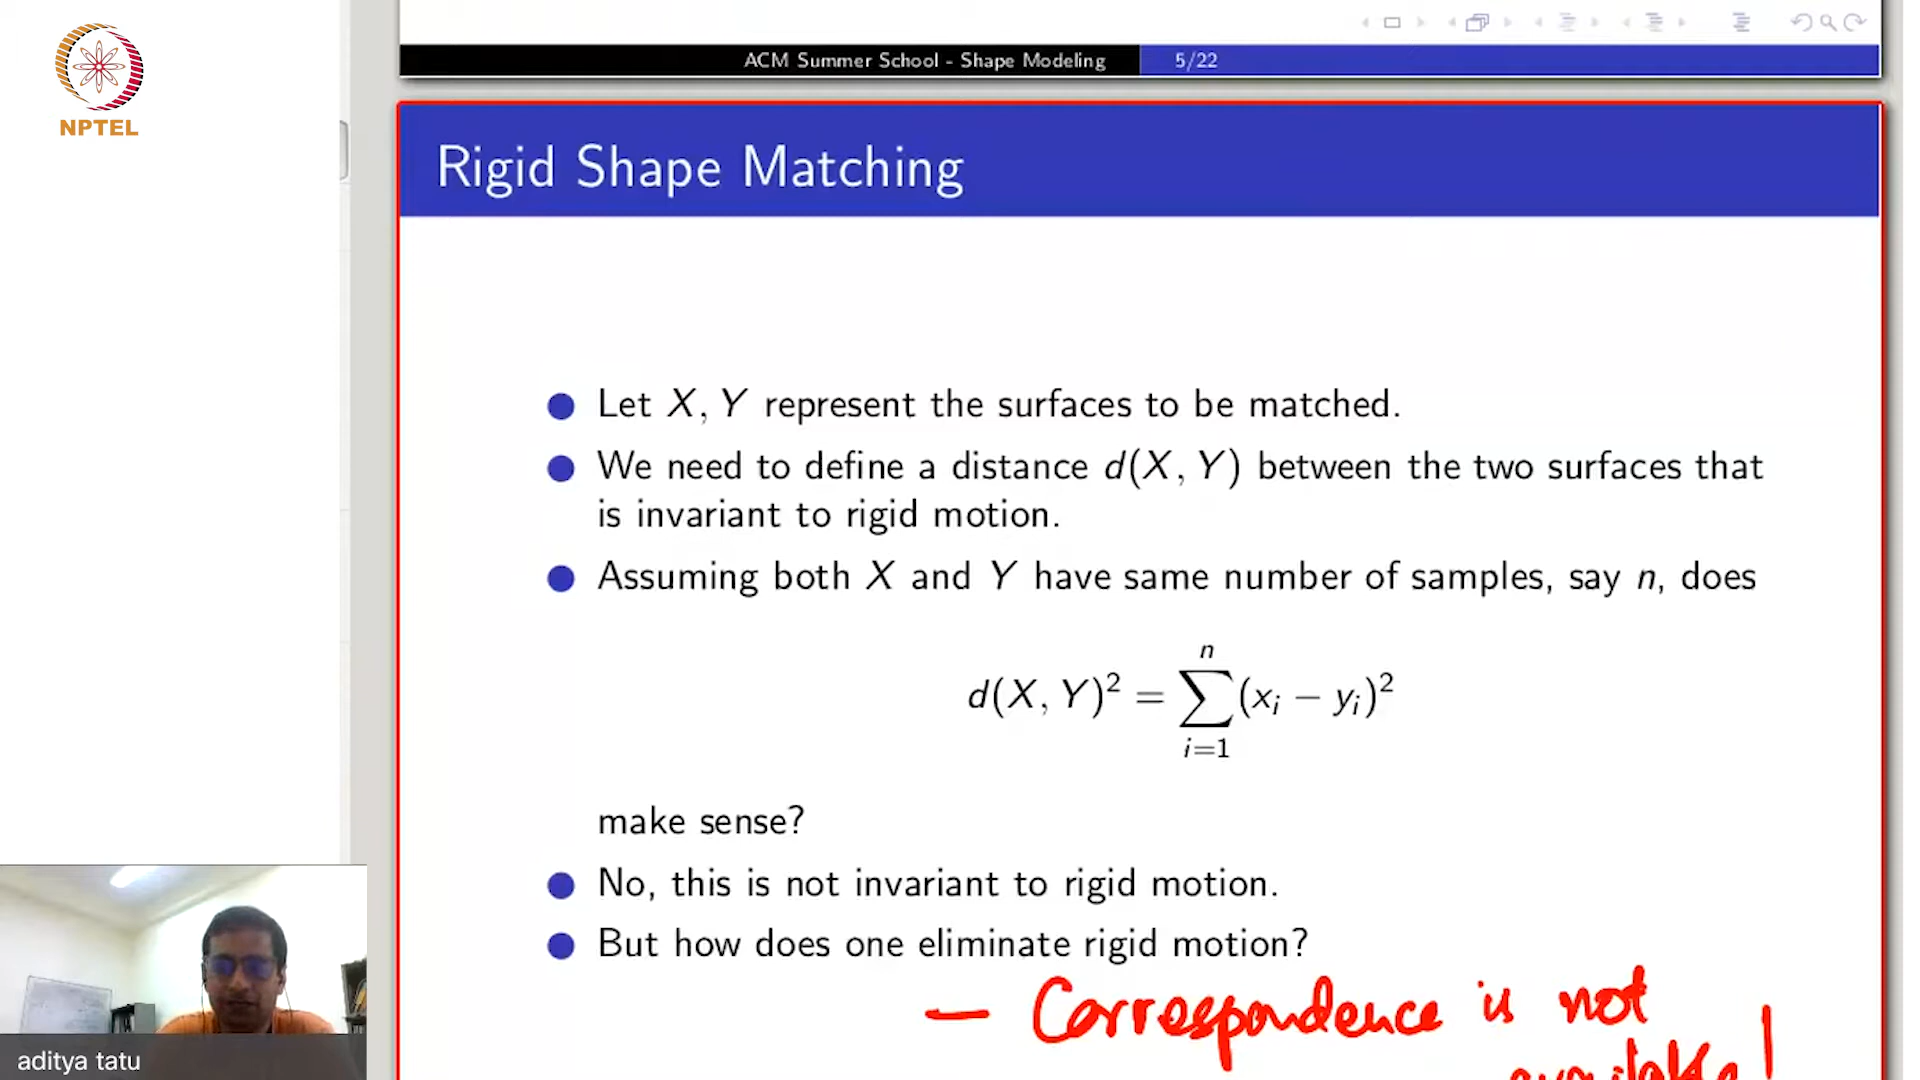 NPTEL
ACM Summer School - Shape Modeling 5/22
Rigid Shape Matching
Let X, Y represent the surfaces to be matched.
We need to define a distance d(X, Y) between the two surfaces that
is invariant to rigid motion.
Assuming both X and Y have same number of samples, say n, does
n
d(X, Y)² = ∑(xᵢ − yᵢ)²
i=1
make sense?
No, this is not invariant to rigid motion.
But how does one eliminate rigid motion?
— Correspondence is not
available!
aditya tatu